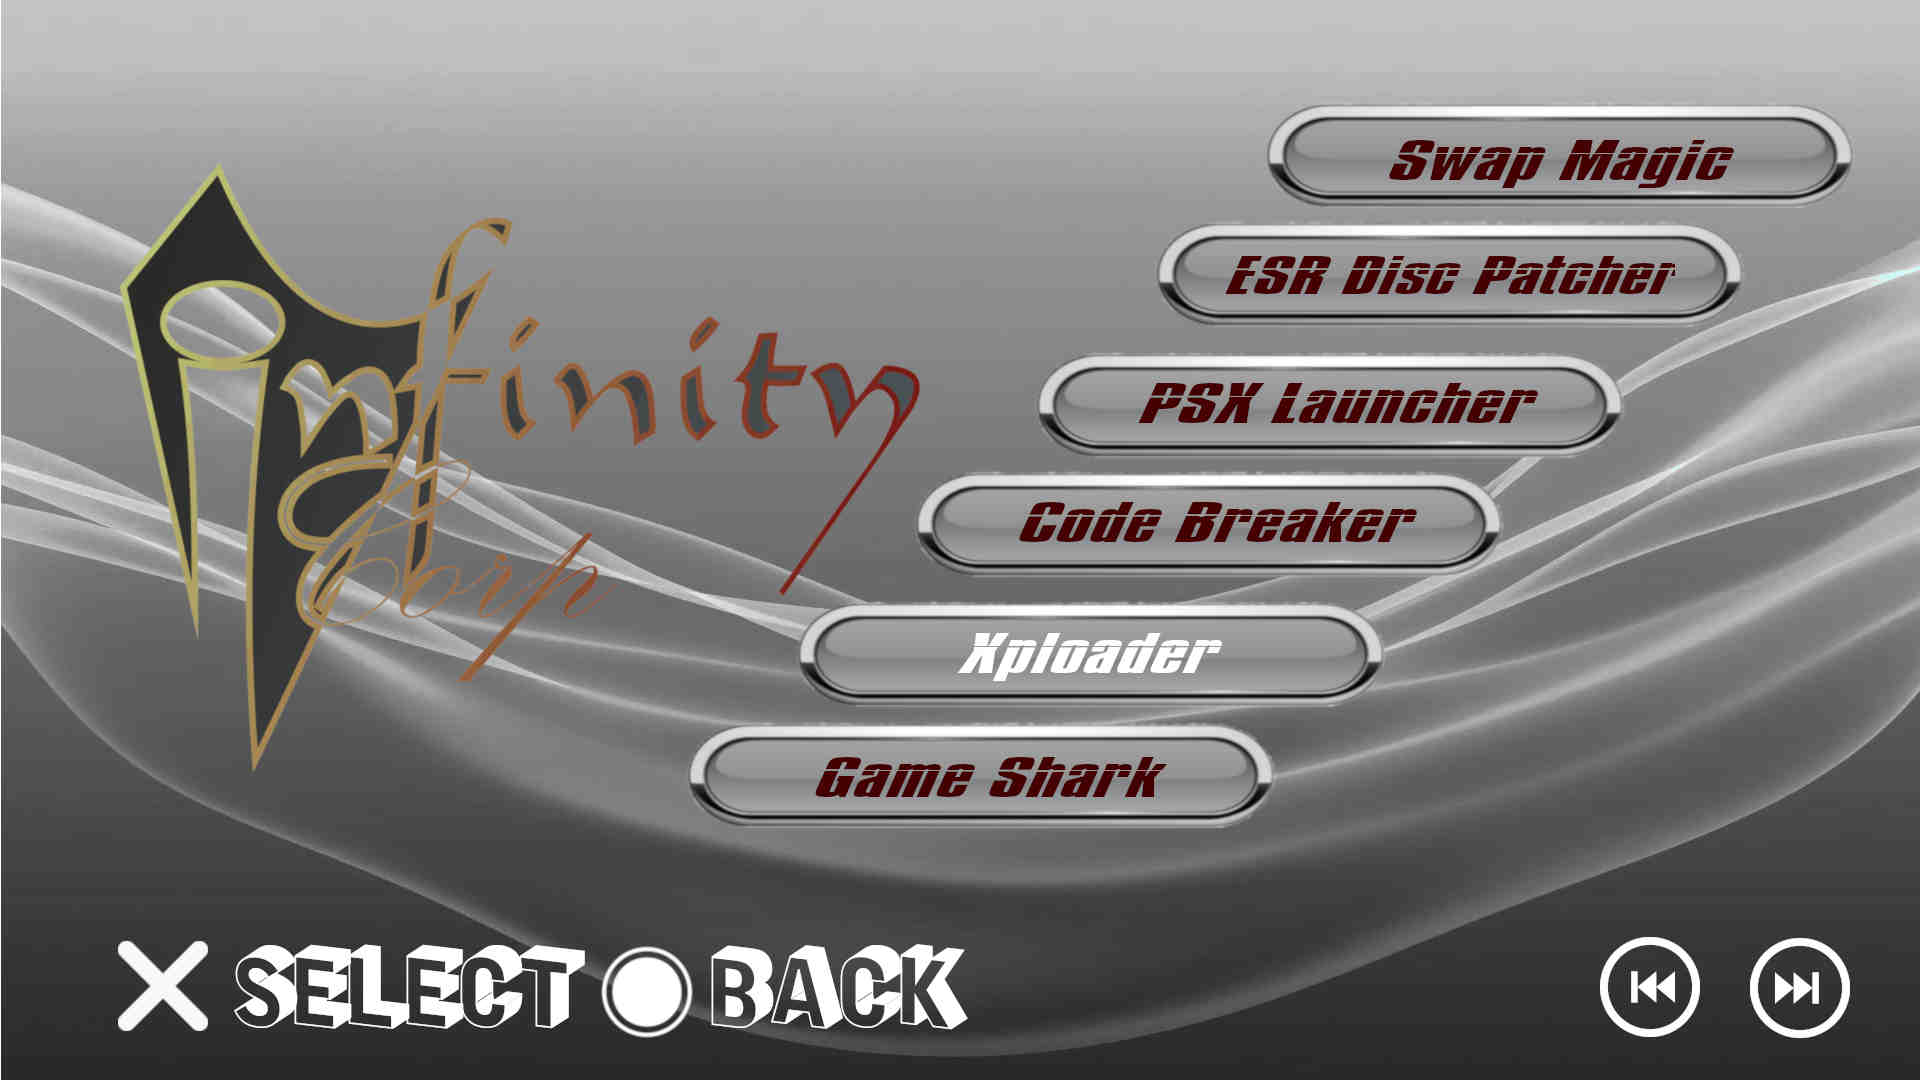 Swap Magic
ESR Disc Patcher
Infinity
PSX Launcher
Code Breaker
Corp
Xploader
Game Shark
SELECT BACK